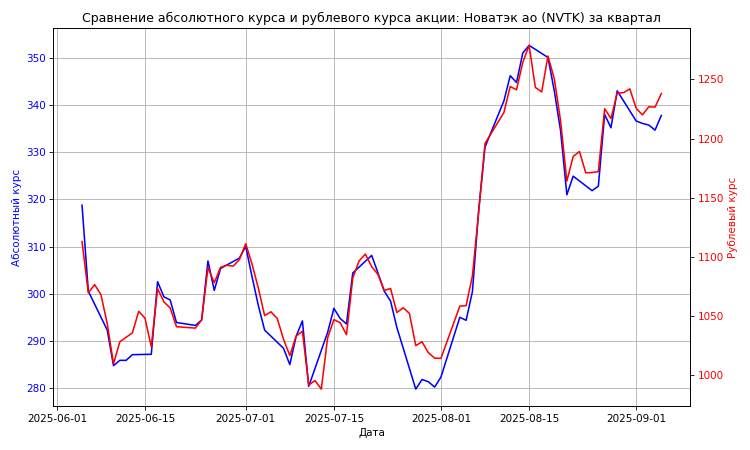 Сравнение абсолютного курса и рублевого курса акции: Новатэк ао (NVTK) за квартал
350
340
330
320
310
300
290
280
Абсолютный курс
1250
1200
1150
1100
1050
1000
Рублевый курс
2025-06-01 2025-06-15 2025-07-01 2025-07-15 2025-08-01 2025-08-15 2025-09-01
Дата